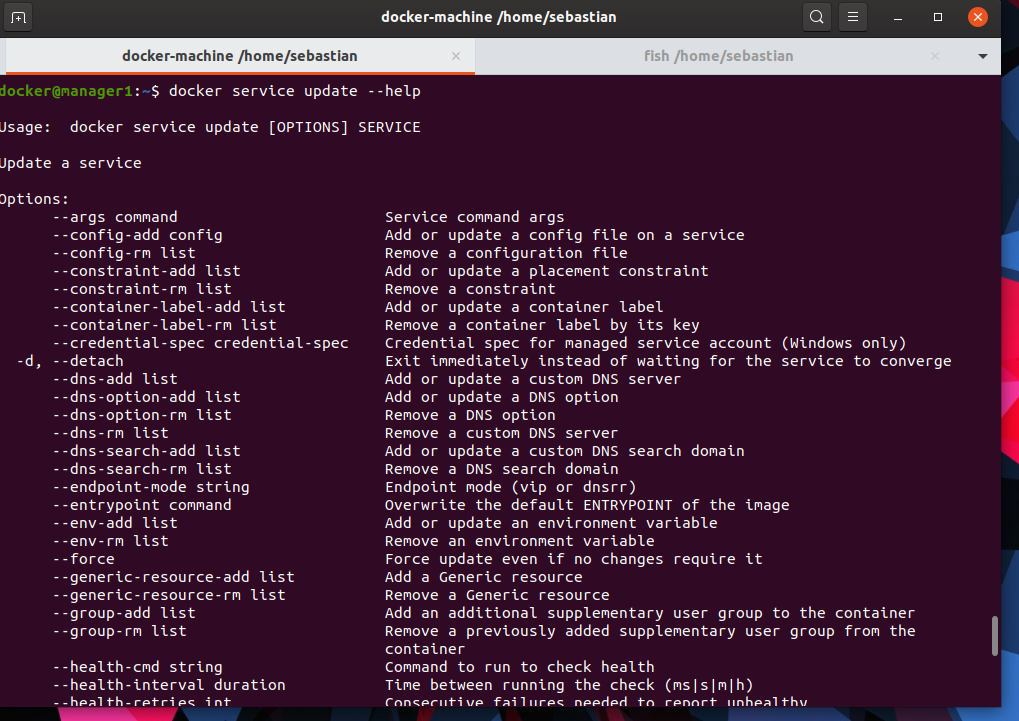 docker-machine /home/sebastian
docker-machine /home/sebastian × fish /home/sebastian ×
docker@manager1:~$ docker service update --help
Usage:  docker service update [OPTIONS] SERVICE
Update a service
Options:
      --args command                       Service command args
      --config-add config                  Add or update a config file on a service
      --config-rm list                     Remove a configuration file
      --constraint-add list                Add or update a placement constraint
      --constraint-rm list                 Remove a constraint
      --container-label-add list           Add or update a container label
      --container-label-rm list            Remove a container label by its key
      --credential-spec credential-spec    Credential spec for managed service account (Windows only)
  -d, --detach                             Exit immediately instead of waiting for the service to converge
      --dns-add list                       Add or update a custom DNS server
      --dns-option-add list                Add or update a DNS option
      --dns-option-rm list                 Remove a DNS option
      --dns-rm list                        Remove a custom DNS server
      --dns-search-add list                Add or update a custom DNS search domain
      --dns-search-rm list                 Remove a DNS search domain
      --endpoint-mode string               Endpoint mode (vip or dnsrr)
      --entrypoint command                 Overwrite the default ENTRYPOINT of the image
      --env-add list                       Add or update an environment variable
      --env-rm list                        Remove an environment variable
      --force                              Force update even if no changes require it
      --generic-resource-add list          Add a Generic resource
      --generic-resource-rm list           Remove a Generic resource
      --group-add list                     Add an additional supplementary user group to the container
      --group-rm list                      Remove a previously added supplementary user group from the
                                           container
      --health-cmd string                  Command to run to check health
      --health-interval duration           Time between running the check (ms|s|m|h)
      --health-retries int                 Consecutive failures needed to report unhealthy